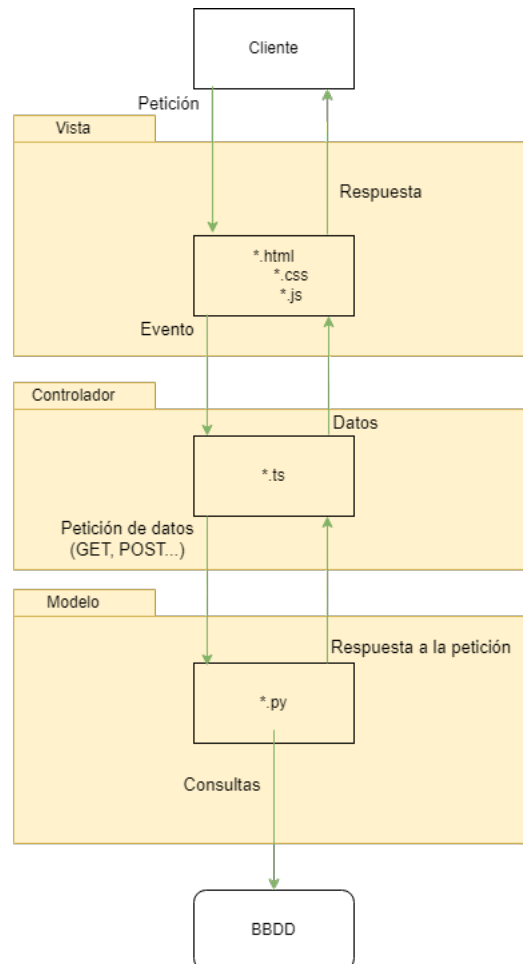 Cliente
Petición
Vista
Respuesta
*.html
*.css
*.js
Evento
Controlador
Datos
*.ts
Petición de datos
(GET, POST...)
Modelo
Respuesta a la petición
*.py
Consultas
BBDD